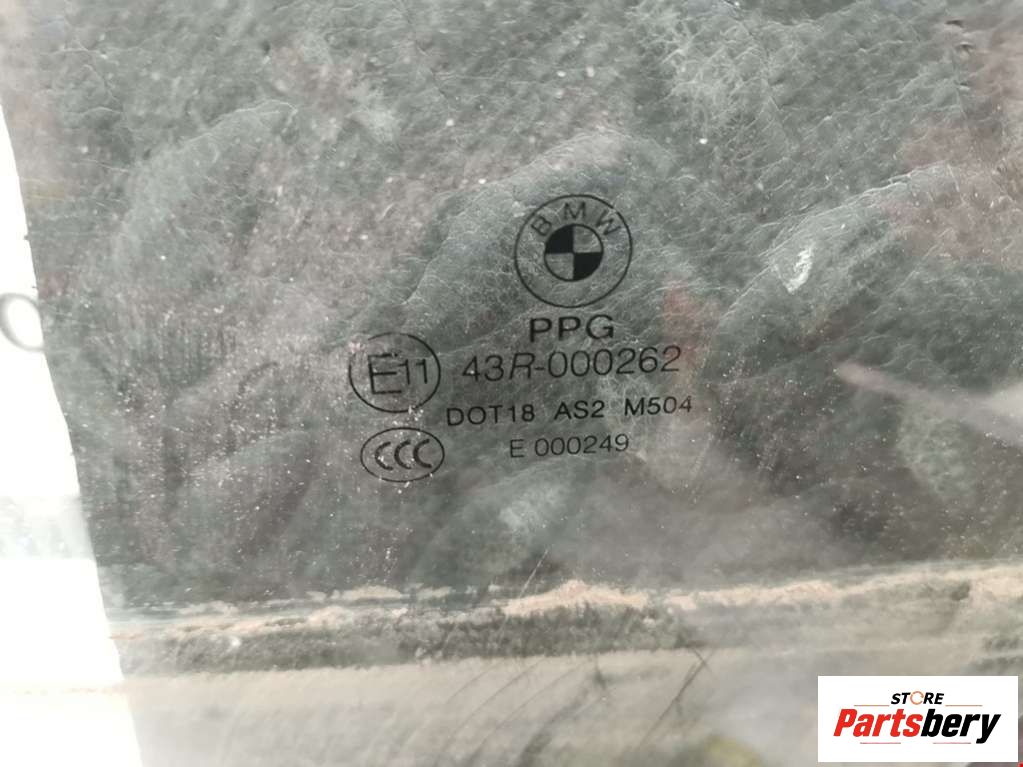 BMW
PPG
E11 43R-000262
DOT18 AS2 M504
CCC E 000249
STORE
Partsbery